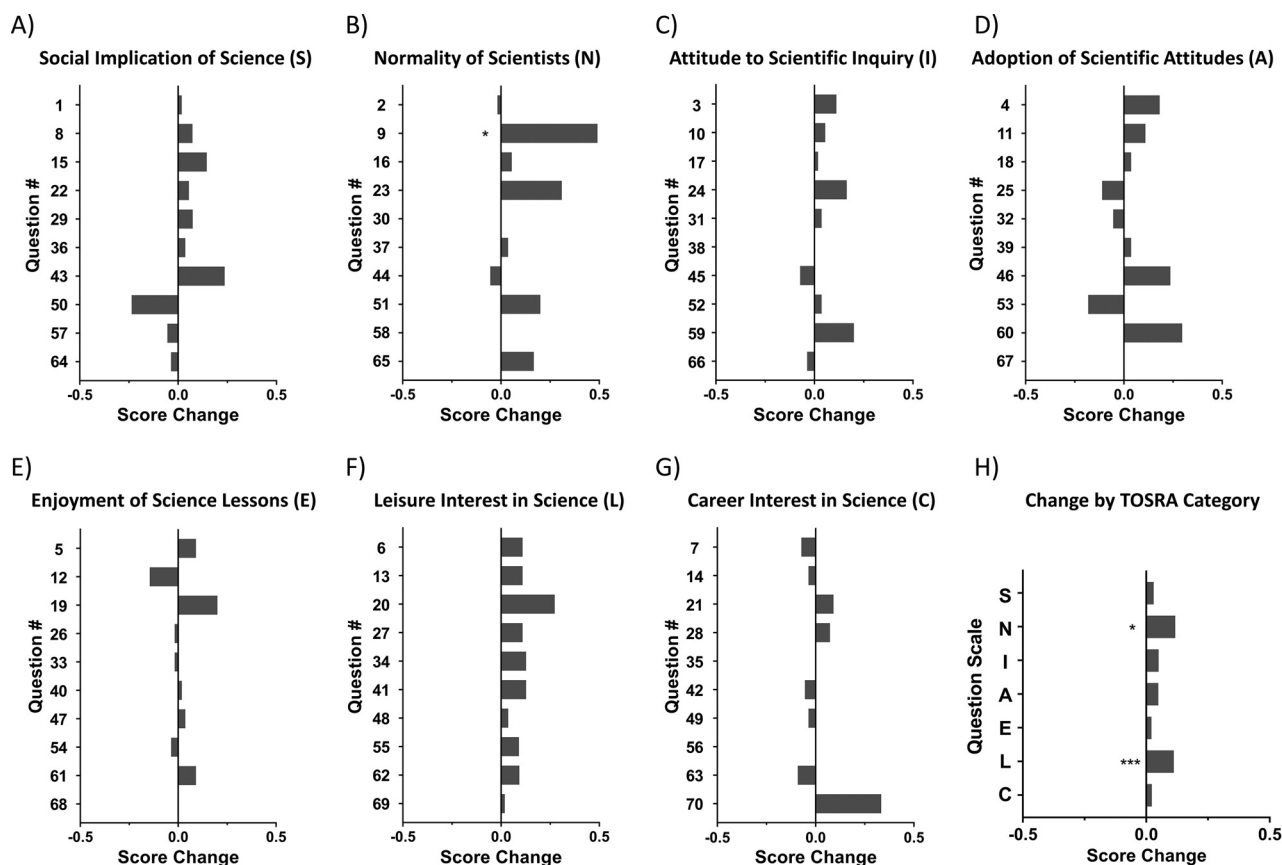 A)
Social Implication of Science (S)
Question #
1
8
15
22
29
36
43
50
57
64
-0.5
0.0
0.5
Score Change
B)
Normality of Scientists (N)
Question #
2
9
*
16
23
30
37
44
51
58
65
-0.5
0.0
0.5
Score Change
C)
Attitude to Scientific Inquiry (I)
Question #
3
10
17
24
31
38
45
52
59
66
-0.5
0.0
0.5
Score Change
D)
Adoption of Scientific Attitudes (A)
Question #
4
11
18
25
32
39
46
53
60
67
-0.5
0.0
0.5
Score Change
E)
Enjoyment of Science Lessons (E)
Question #
5
12
19
26
33
40
47
54
61
68
-0.5
0.0
0.5
Score Change
F)
Leisure Interest in Science (L)
Question #
6
13
20
27
34
41
48
55
62
69
-0.5
0.0
0.5
Score Change
G)
Career Interest in Science (C)
Question #
7
14
21
28
35
42
49
56
63
70
-0.5
0.0
0.5
Score Change
H)
Change by TOSRA Category
Question Scale
S
N
*
I
A
E
L
***
C
-0.5
0.0
0.5
Score Change